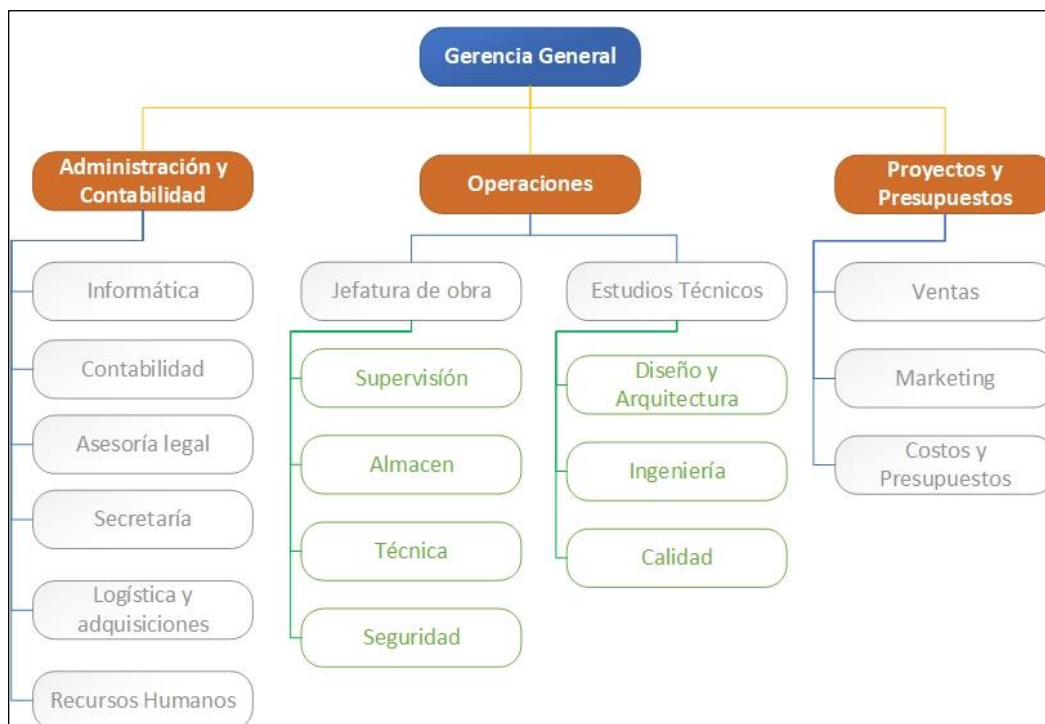 Gerencia General
Administración y
Contabilidad
Operaciones
Proyectos y
Presupuestos
Informática
Contabilidad
Asesoría legal
Secretaría
Logística y
adquisiciones
Recursos Humanos
Jefatura de obra
Supervisíón
Almacen
Técnica
Seguridad
Estudios Técnicos
Diseño y
Arquitectura
Ingeniería
Calidad
Ventas
Marketing
Costos y
Presupuestos